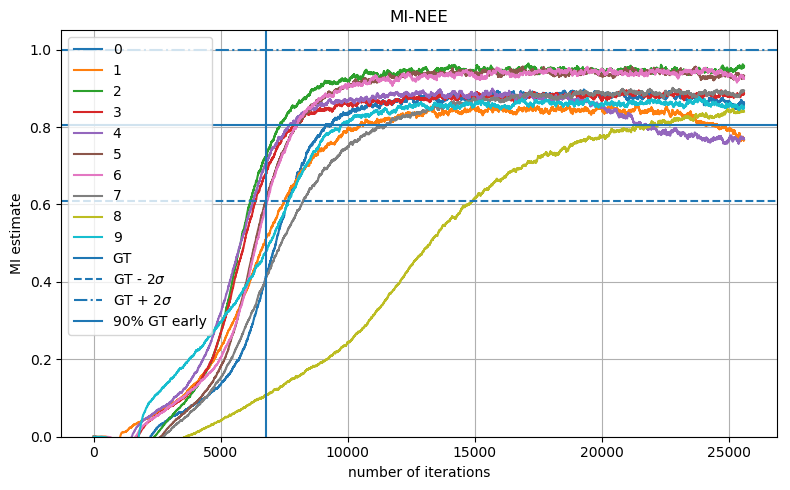 MI-NEE
MI estimate
1.0
0.8
0.6
0.4
0.2
0.0
0
1
2
3
4
5
6
7
8
9
GT
GT - 2σ
GT + 2σ
90% GT early
0 5000 10000 15000 20000 25000
number of iterations